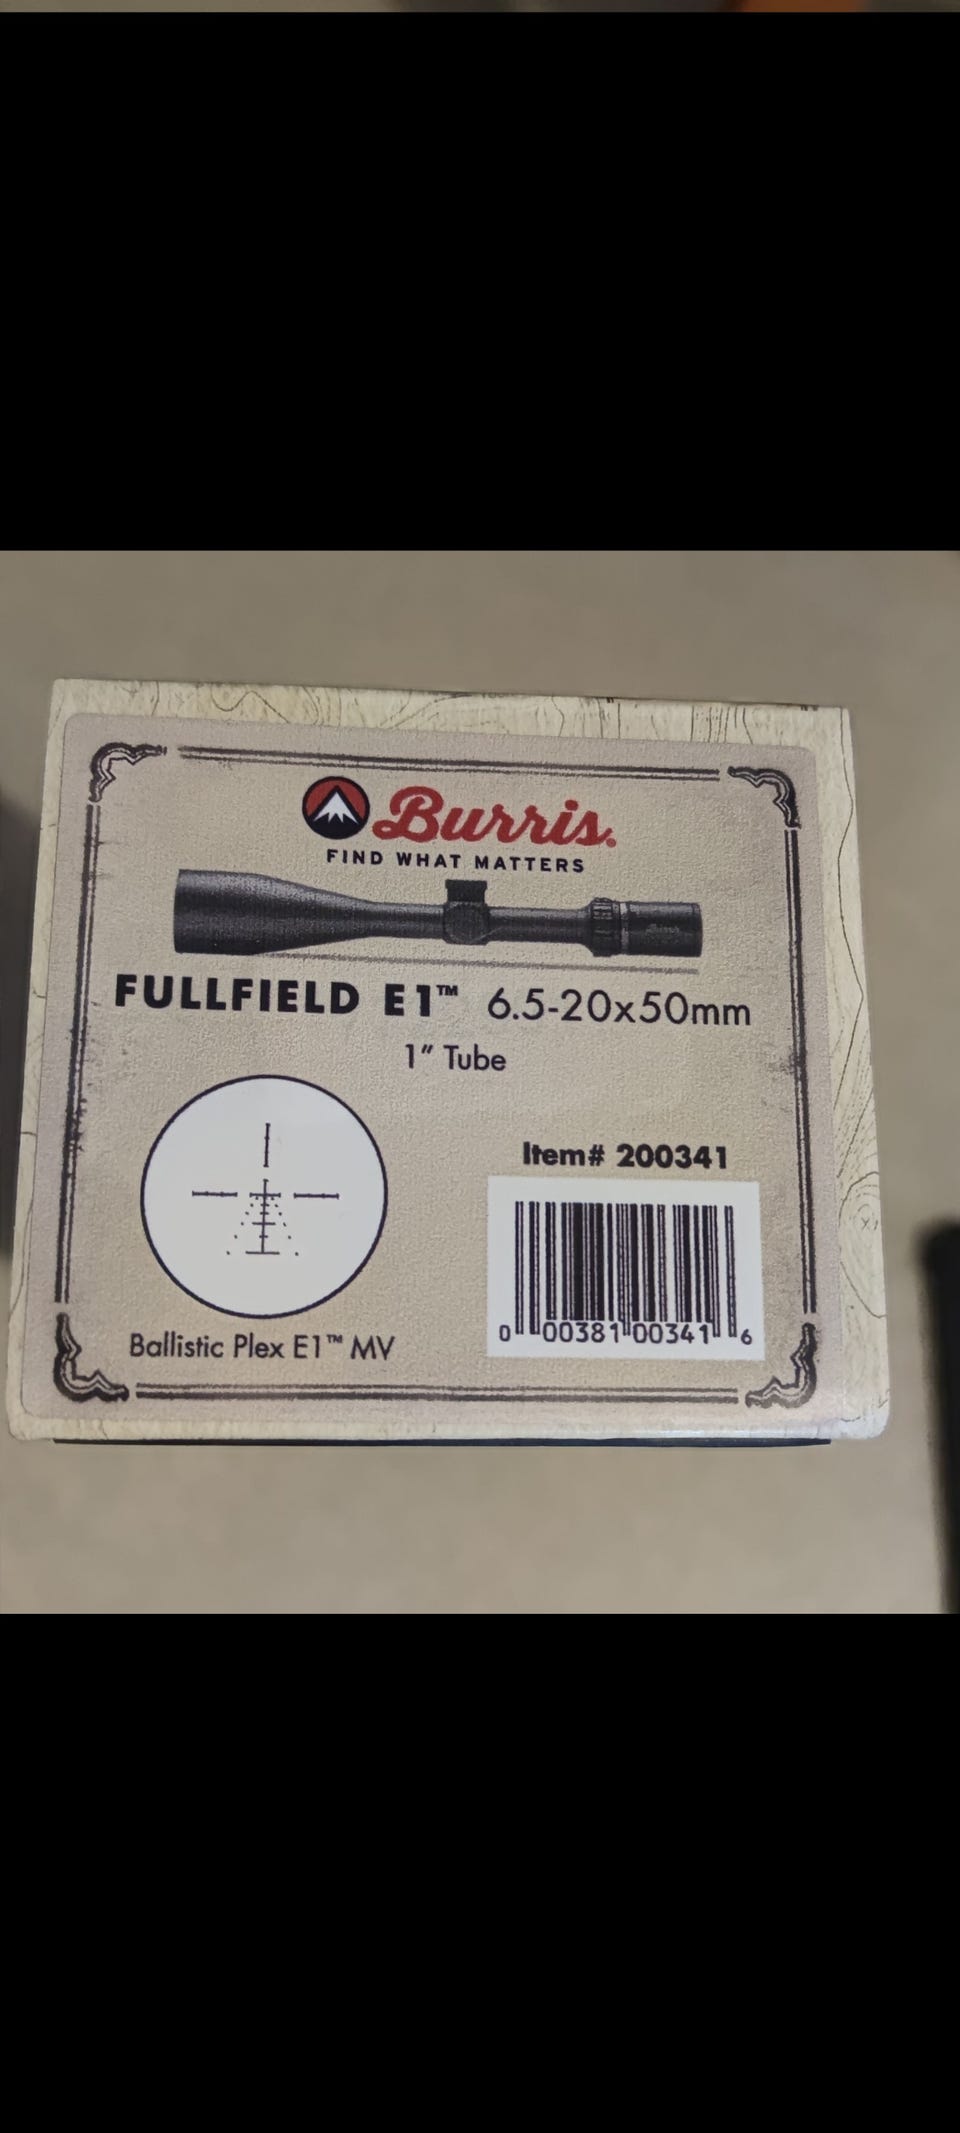 Burris.
FIND WHAT MATTERS
FULLFIELD E1™ 6.5-20x50mm
1" Tube
Item# 200341
0 00381 00341 6
Ballistic Plex E1™ MV